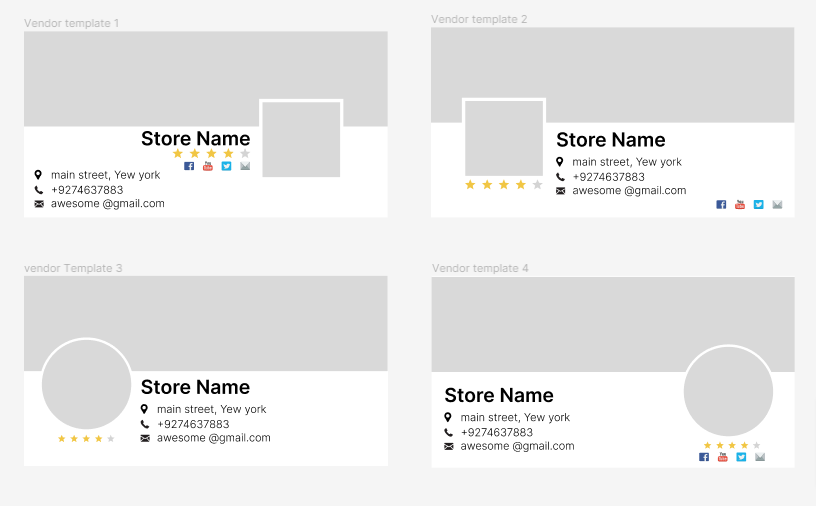 Vendor template 1
Store Name
main street, Yew york
+9274637883
awesome @gmail.com
Vendor template 2
Store Name
main street, Yew york
+9274637883
awesome @gmail.com
vendor Template 3
Store Name
main street, Yew york
+9274637883
awesome @gmail.com
Vendor template 4
Store Name
main street, Yew york
+9274637883
awesome @gmail.com